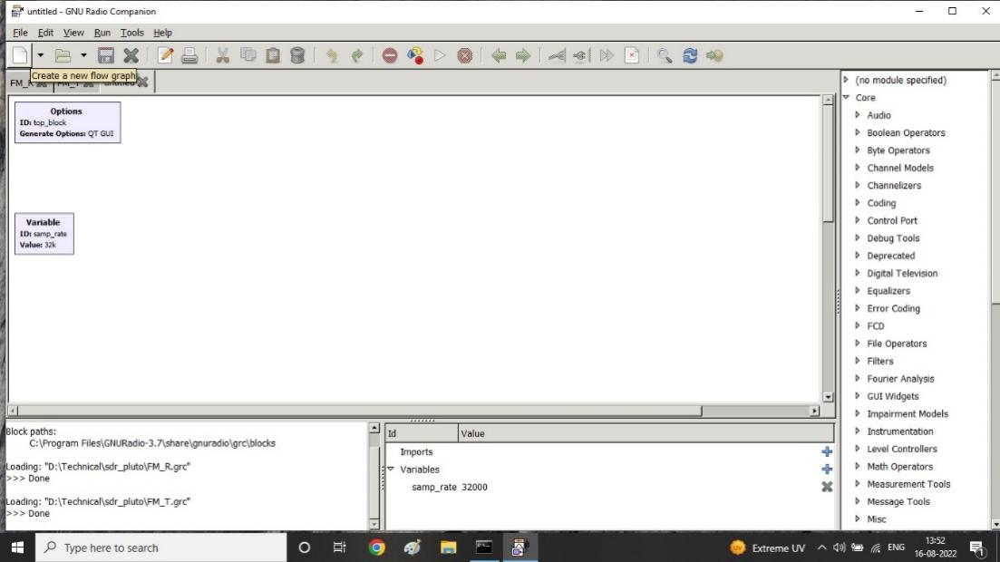 untitled - GNU Radio Companion
File Edit View Run Tools Help
Create a new flow graph
FM_R FM_T untitled
Options
ID: top_block
Generate Options: QT GUI
Variable
ID: samp_rate
Value: 32k
(no module specified)
Core
Audio
Boolean Operators
Byte Operators
Channel Models
Channelizers
Coding
Control Port
Debug Tools
Deprecated
Digital Television
Equalizers
Error Coding
FCD
File Operators
Filters
Fourier Analysis
GUI Widgets
Impairment Models
Instrumentation
Level Controllers
Math Operators
Measurement Tools
Message Tools
Misc
Block paths:
C:\Program Files\GNURadio-3.7\share\gnuradio\grc\blocks
Loading: "D:\Technical\sdr_pluto\FM_R.grc"
>>> Done
Loading: "D:\Technical\sdr_pluto\FM_T.grc"
>>> Done
Id Value
Imports
Variables
samp_rate 32000
Type here to search
Extreme UV
ENG
13:52
16-08-2022
1